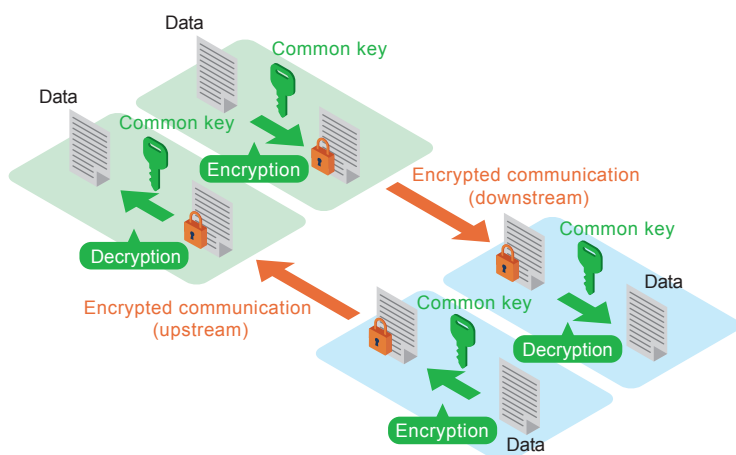 Data
Common key
Data
Common key
Encryption
Encrypted communication
(downstream)
Decryption
Common key
Data
Encrypted communication
(upstream)
Common key
Decryption
Encryption
Data